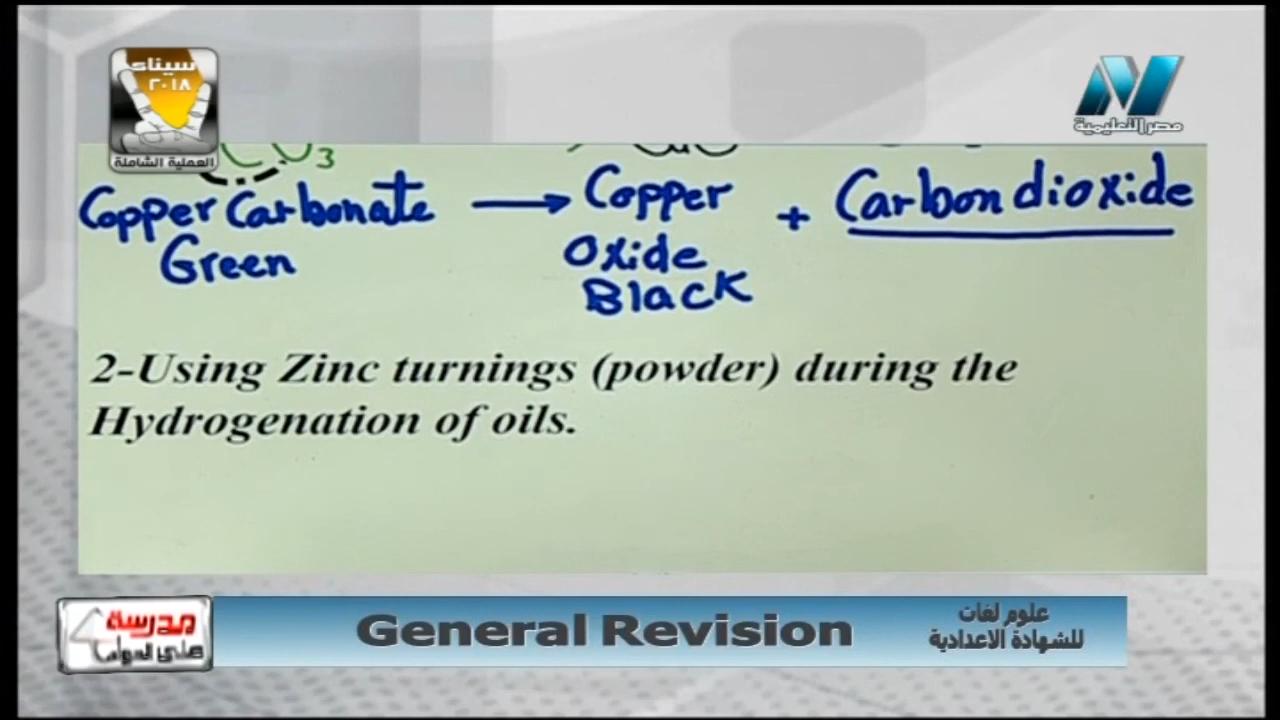 سيناء
٢٠١٨
العملية الشاملة
مصر التعليمية
3
Copper Carbonate → Copper + Carbon dioxide
Green
Oxide
Black
2-Using Zinc turnings (powder) during the
Hydrogenation of oils.
مدرسة
على الهواء
General Revision
علوم لغات
للشهادة الاعدادية